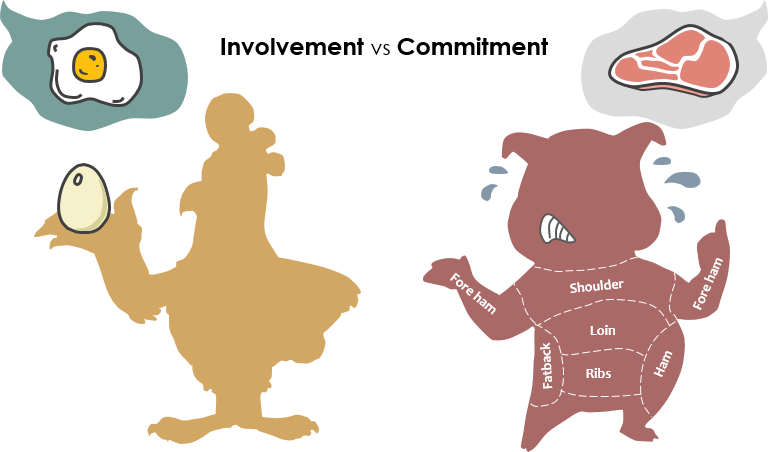 Involvement vs Commitment
Fore ham
Shoulder
Fore ham
Loin
Fatback
Ribs
Ham